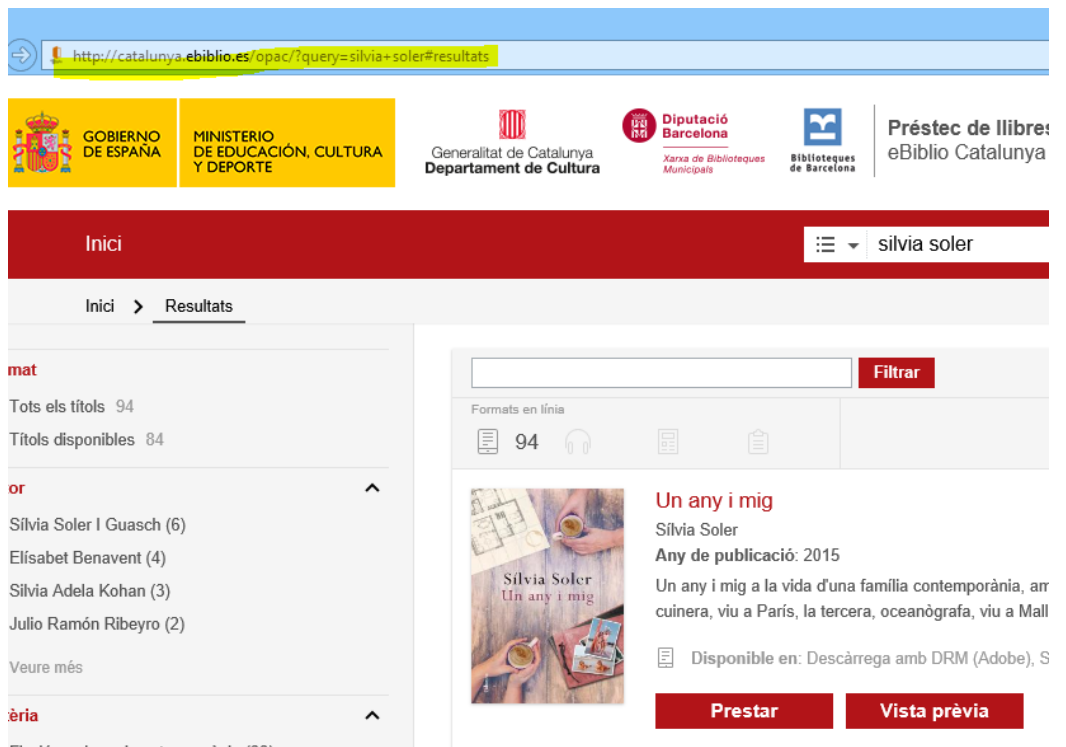 http://catalunya.ebiblio.es/opac/?query=silvia+soler#resultats
GOBIERNO
DE ESPAÑA
MINISTERIO
DE EDUCACIÓN, CULTURA
Y DEPORTE
Generalitat de Catalunya
Departament de Cultura
Diputació
Barcelona
Xarxa de Biblioteques
Municipals
Biblioteques
de Barcelona
Préstec de llibres
eBiblio Catalunya
Inici
silvia soler
Inici
Resultats
mat
Tots els títols 94
Títols disponibles 84
or
Sílvia Soler I Guasch (6)
Elísabet Benavent (4)
Silvia Adela Kohan (3)
Julio Ramón Ribeyro (2)
Veure més
tèria
Filtrar
Formats en línia
94
Sílvia Soler
Un any i mig
Un any i mig
Sílvia Soler
Any de publicació: 2015
Un any i mig a la vida d'una família contemporània, am
cuinera, viu a París, la tercera, oceanògrafa, viu a Mall
Disponible en: Descàrrega amb DRM (Adobe), S
Prestar
Vista prèvia